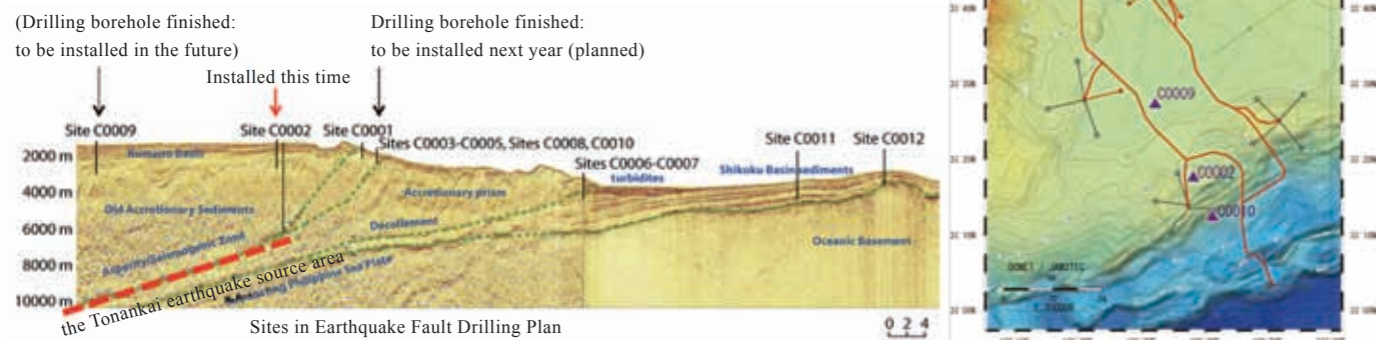 (Drilling borehole finished:
to be installed in the future)
Drilling borehole finished:
to be installed next year (planned)
Installed this time
Site C0009
Site C0002
Site C0001
Sites C0003-C0005, Sites C0008, C0010
Sites C0006-C0007
Site C0011
Site C0012
2000 m
4000 m
6000 m
8000 m
10000 m
Kumano Basin
Old Accretionary Sediments
Accretionary prism
turbidites
Shikoku Basin sediments
Decollement
Oceanic Basement
Philippine Sea Plate
the Tonankai earthquake source area
Sites in Earthquake Fault Drilling Plan
0 2 4
C0009
C0002
C0010